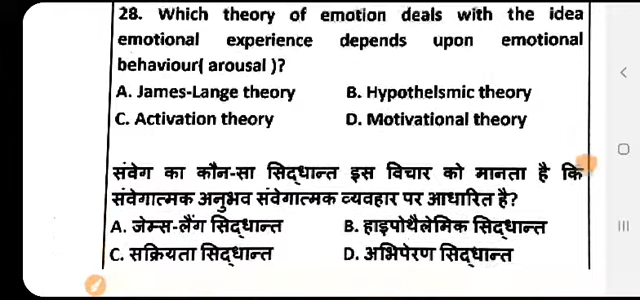 28. Which theory of emotion deals with the idea
emotional experience depends upon emotional
behaviour( arousal )?
A. James-Lange theory B. Hypothelsmic theory
C. Activation theory D. Motivational theory
संवेग का कौन-सा सिद्धान्त इस विचार को मानता है कि
संवेगात्मक अनुभव संवेगात्मक व्यवहार पर आधारित है?
A. जेम्स-लैंग सिद्धान्त B. हाइपोथैलेमिक सिद्धान्त
C. सक्रियता सिद्धान्त D. अभिपेरण सिद्धान्त